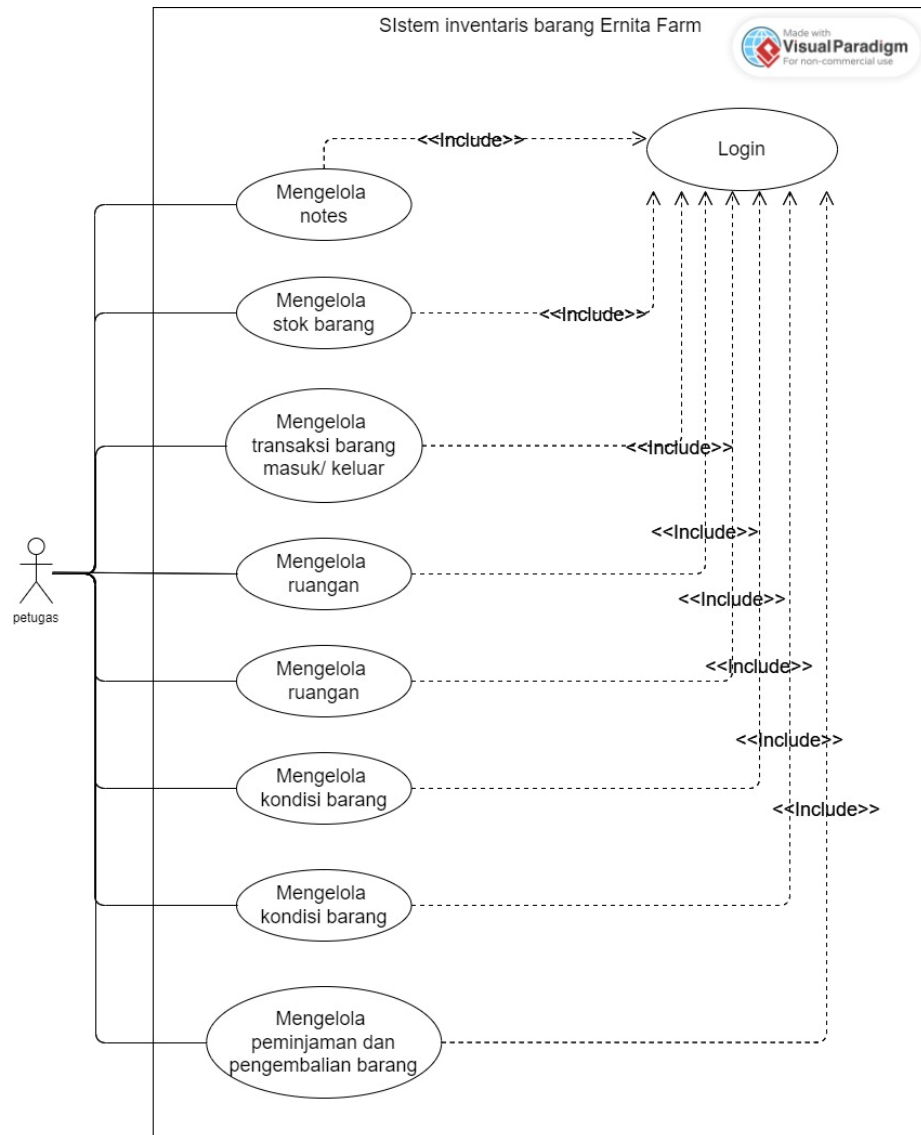 SIstem inventaris barang Ernita Farm
Made with
Visual Paradigm
For non-commercial use
<<Include>>
Login
Mengelola
notes
Mengelola
stok barang
<<Include>>
Mengelola
transaksi barang
masuk/ keluar
<<Include>>
<<Include>>
Mengelola
ruangan
petugas
<<Include>>
Mengelola
ruangan
<<Include>>
<<Include>>
Mengelola
kondisi barang
<<Include>>
Mengelola
kondisi barang
Mengelola
peminjaman dan
pengembalian barang